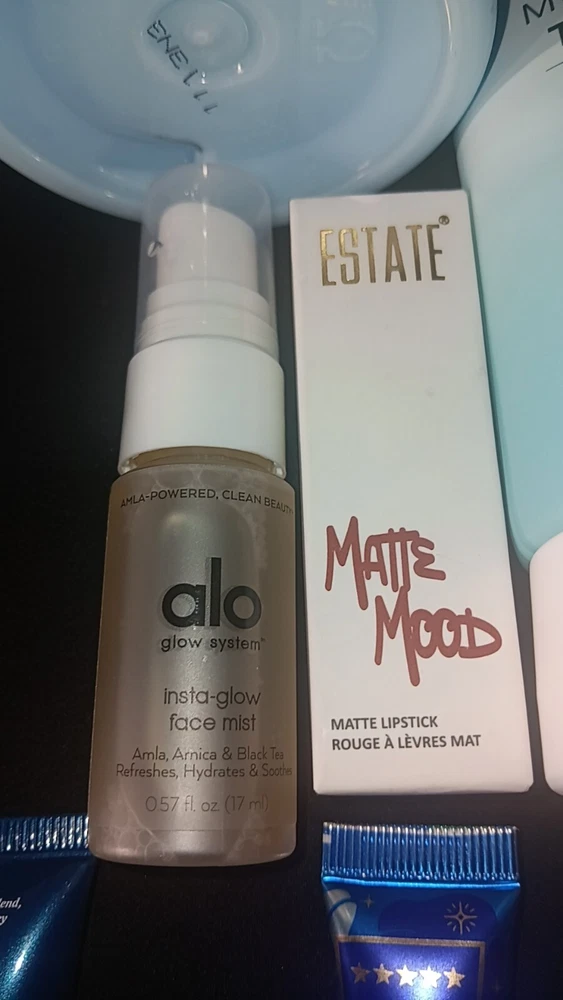 ESTATE®
AMLA-POWERED, CLEAN BEAUTY
alo
glow system™
insta-glow
face mist
Amla, Arnica & Black Tea
Refreshes, Hydrates & Soothes
0.57 fl. oz. (17 ml)
MATTE
MOOD
MATTE LIPSTICK
ROUGE À LÈVRES MAT